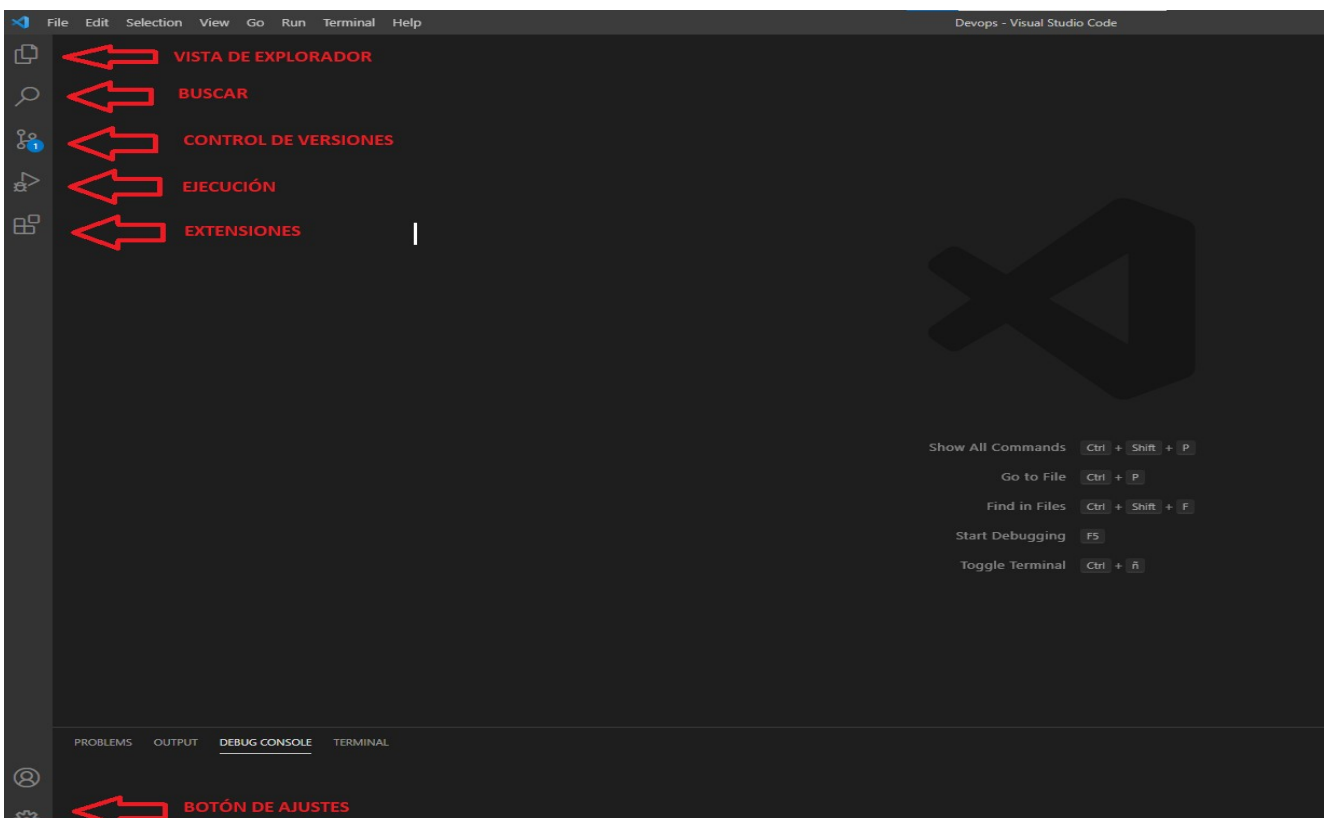 File Edit Selection View Go Run Terminal Help
Devops - Visual Studio Code
VISTA DE EXPLORADOR
BUSCAR
CONTROL DE VERSIONES
1
EJECUCIÓN
EXTENSIONES
Show All Commands Ctrl + Shift + P
Go to File Ctrl + P
Find in Files Ctrl + Shift + F
Start Debugging F5
Toggle Terminal Ctrl + ñ
PROBLEMS OUTPUT DEBUG CONSOLE TERMINAL
BOTÓN DE AJUSTES